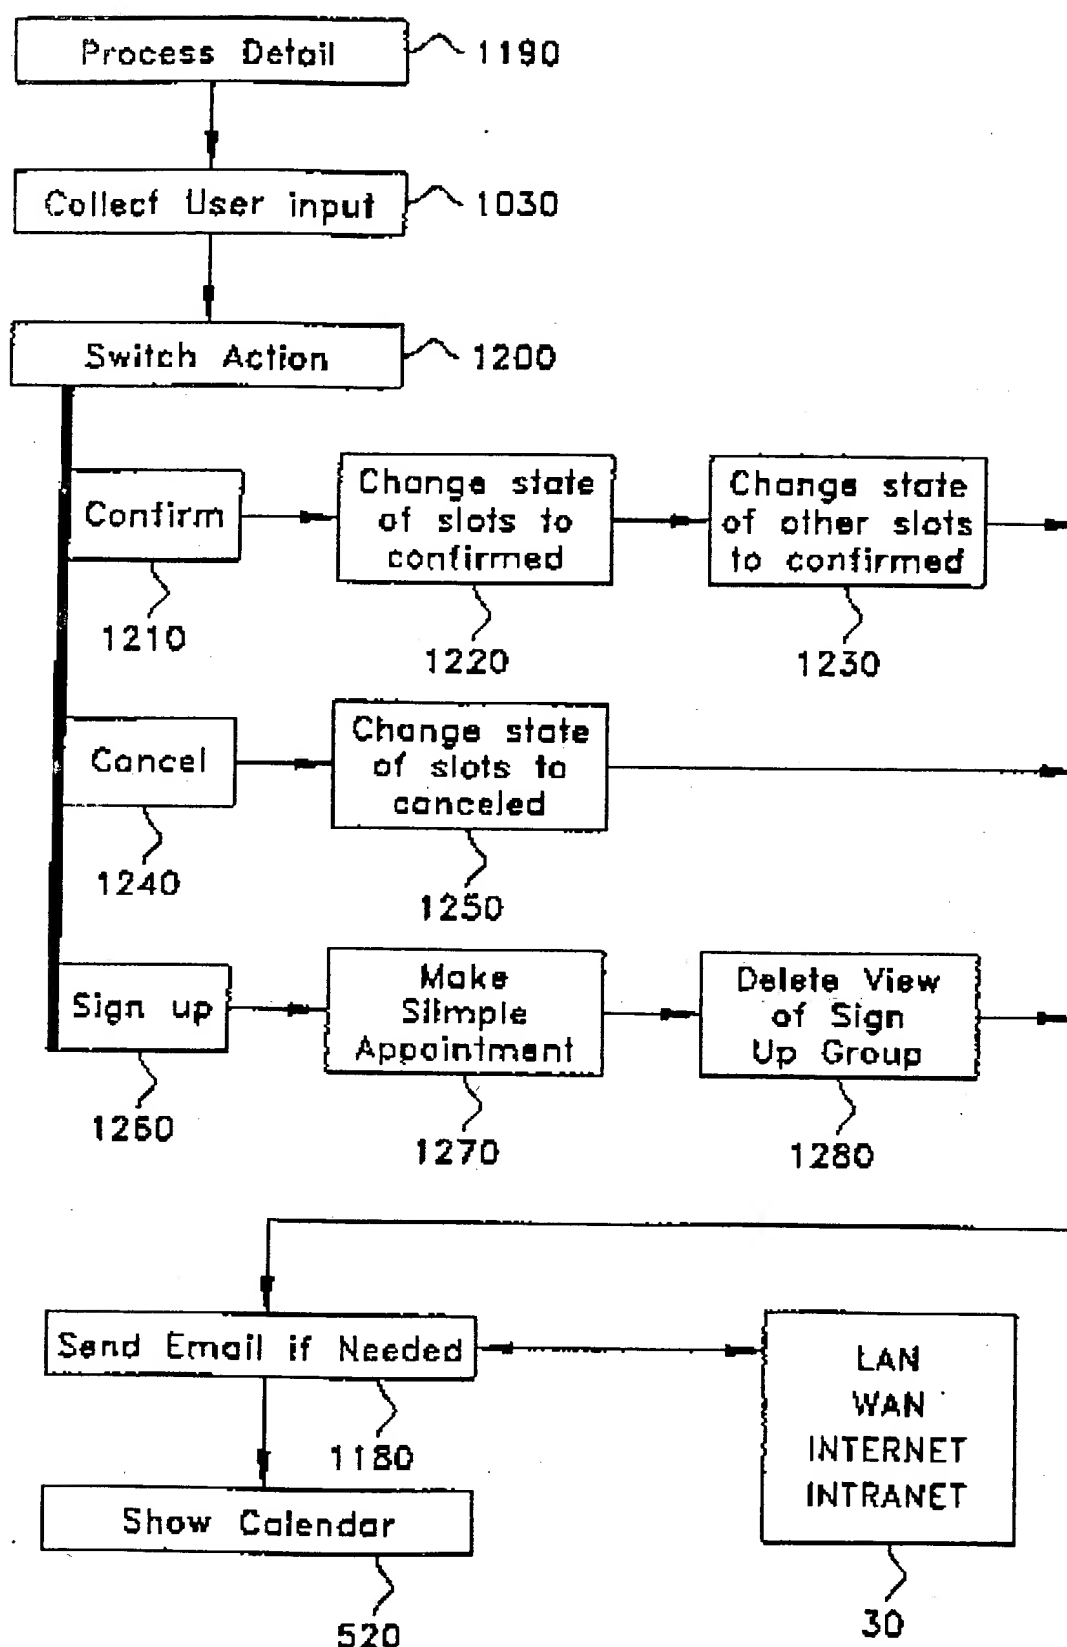 Process Detail
1190
Collect User input
1030
Switch Action
1200
Confirm
1210
Change state
of slots to
confirmed
1220
Change state
of other slots
to confirmed
1230
Cancel
1240
Change state
of slots to
canceled
1250
Sign up
1260
Make
Silmple
Appointment
1270
Delete View
of Sign
Up Group
1280
Send Email if Needed
1180
LAN
WAN
INTERNET
INTRANET
30
Show Calendar
520